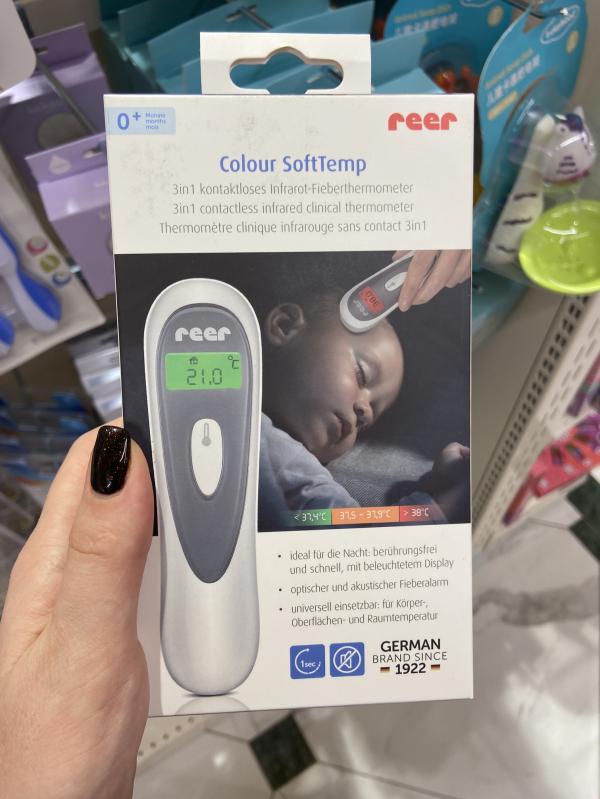 0+ Monate
months
mois
reer
Colour SoftTemp
3in1 kontaktloses Infrarot-Fieberthermometer
3in1 contactless infrared clinical thermometer
Thermomètre clinique infrarouge sans contact 3in1
reer
°C
21.0
reer
< 37,4°C 37,5 – 37,9°C > 38°C
• ideal für die Nacht: berührungsfrei
und schnell, mit beleuchtetem Display
• optischer und akustischer Fieberalarm
• universell einsetzbar: für Körper-,
Oberflächen- und Raumtemperatur
1sec
GERMAN
BRAND SINCE
1922